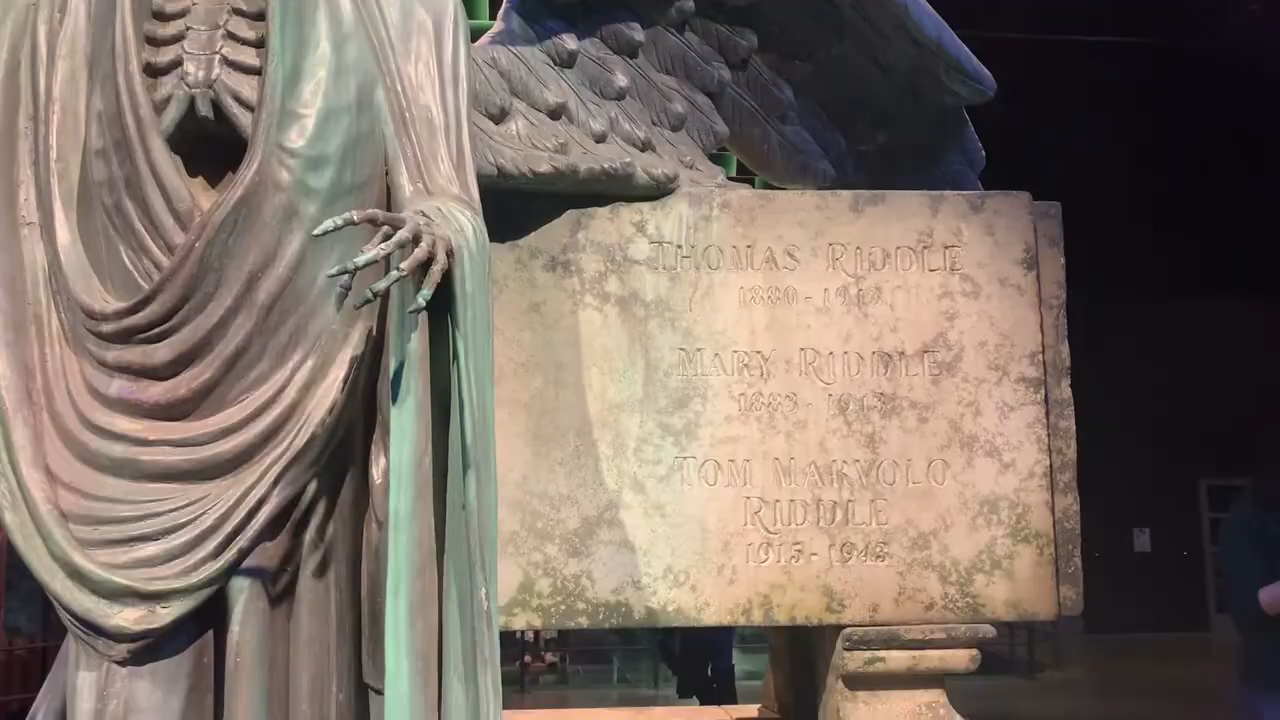 THOMAS RIDDLE
1880 - 1943
MARY RIDDLE
1883 - 1943
TOM MARVOLO
RIDDLE
1915 - 1943